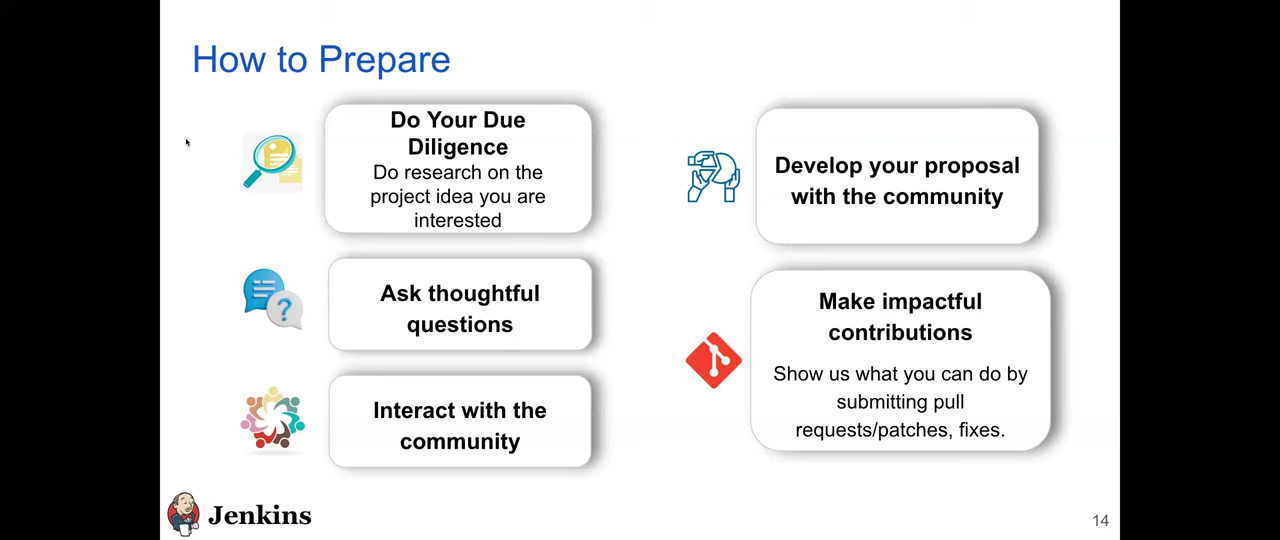 How to Prepare
Do Your Due
Diligence
Do research on the
project idea you are
interested
Ask thoughtful
questions
Interact with the
community
Develop your proposal
with the community
Make impactful
contributions
Show us what you can do by
submitting pull
requests/patches, fixes.
?
Jenkins
14